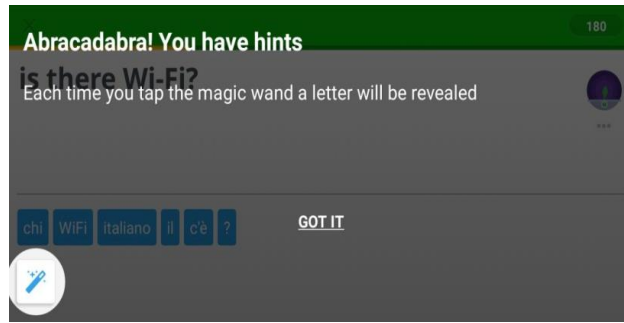 180
Abracadabra! You have hints
is there Wi-Fi?
Each time you tap the magic wand a letter will be revealed
chi WiFi italiano il c'è ?
GOT IT